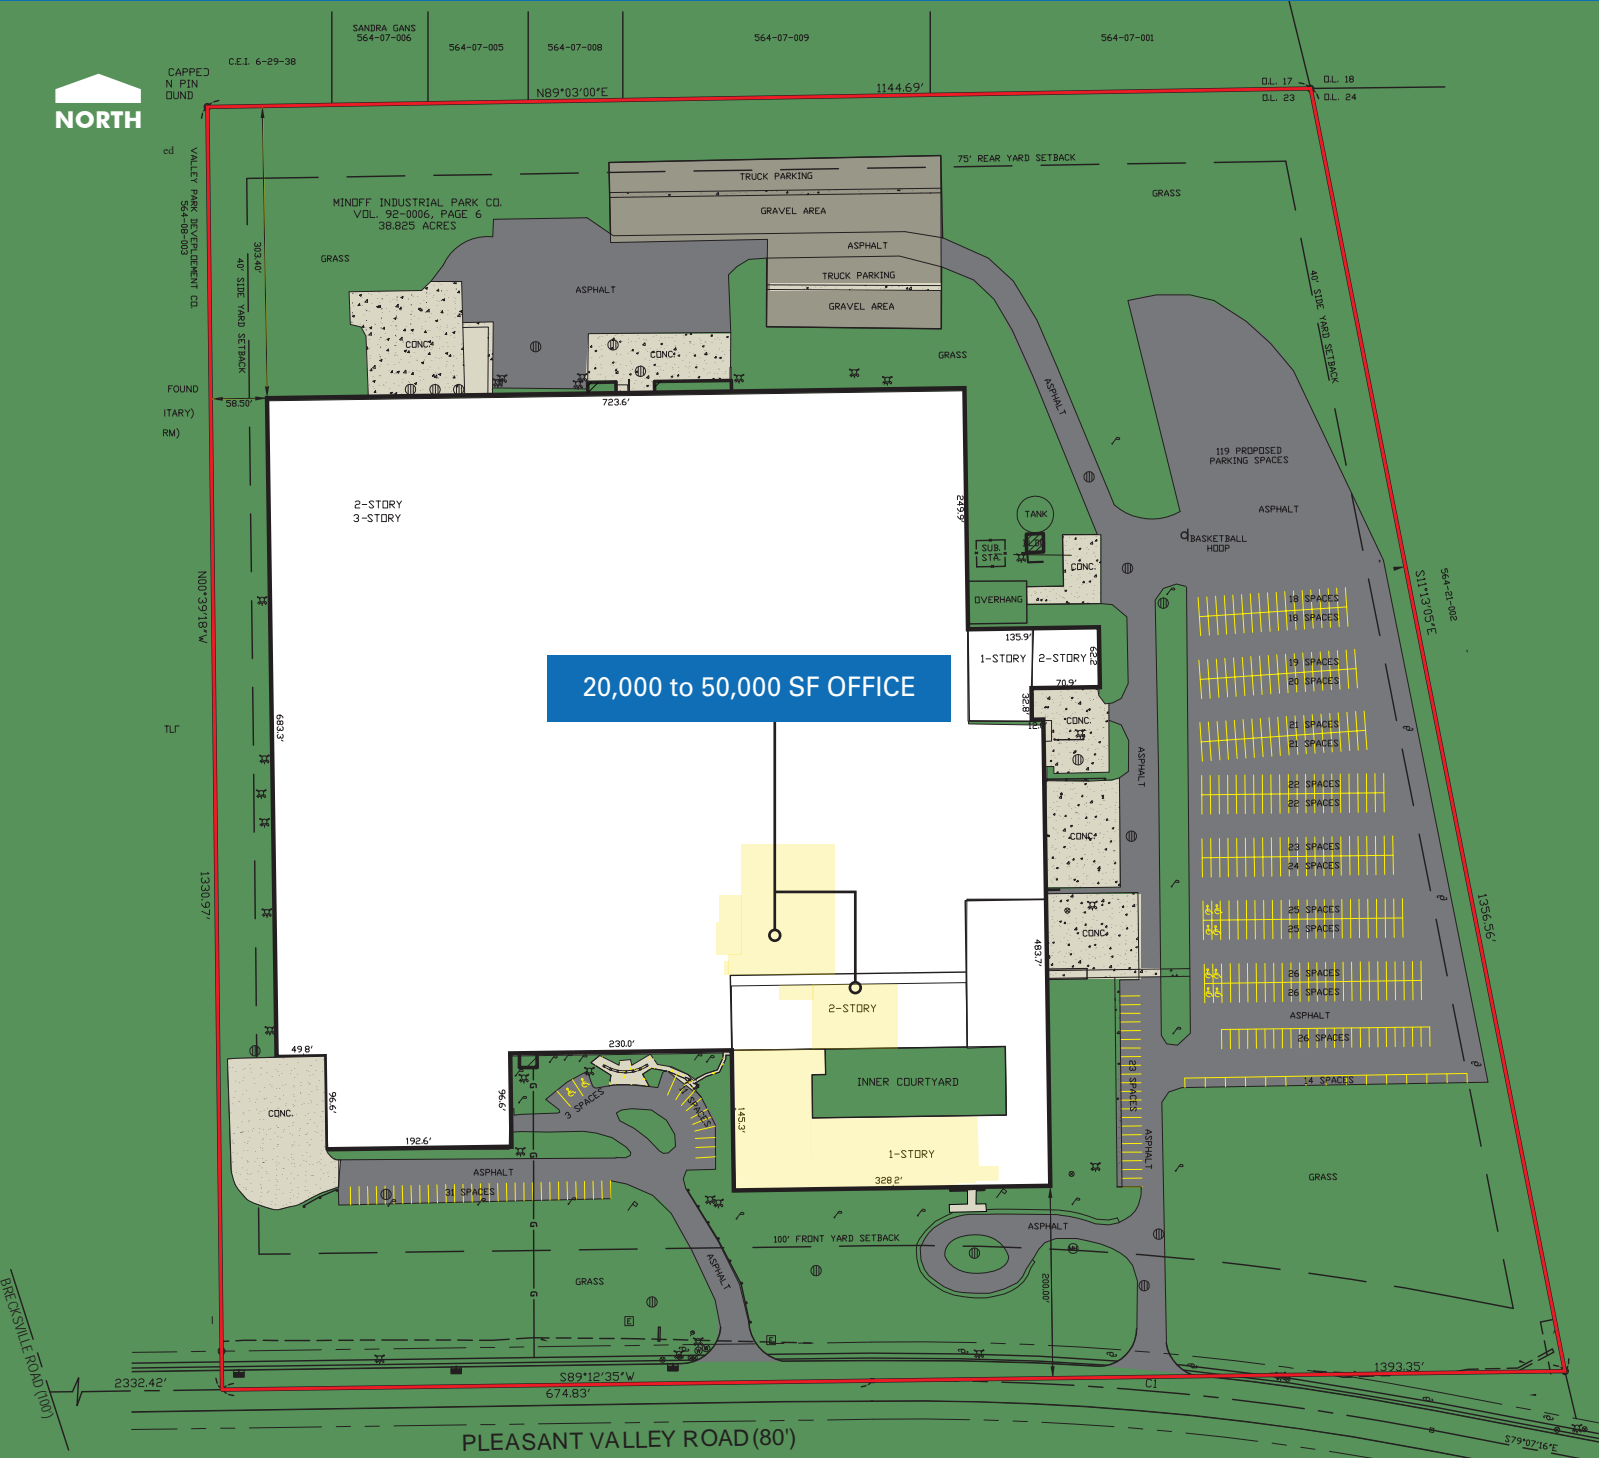 SANDRA GANS
564-07-006
564-07-005
564-07-008
564-07-009
564-07-001
C.E.I. 6-29-38
CAPPED
N PIN
OUND
NORTH
N89°03'00"E
1144.69'
O.L. 17
O.L. 18
O.L. 23
O.L. 24
ed
VALLEY PARK DEVEPLOEMENT CO.
564-08-003
75' REAR YARD SETBACK
TRUCK PARKING
GRAVEL AREA
GRASS
MINOFF INDUSTRIAL PARK CO.
VOL. 92-0006, PAGE 6
38.825 ACRES
303.40'
40' SIDE YARD SETBACK
GRASS
ASPHALT
ASPHALT
TRUCK PARKING
GRAVEL AREA
40' SIDE YARD SETBACK
CONC.
CONC.
GRASS
ASPHALT
FOUND
58.50'
ITARY)
RM)
723.6'
2-STORY
3-STORY
249.9'
119 PROPOSED
PARKING SPACES
ASPHALT
TANK
BASKETBALL
HOOP
SUB.
STA.
CONC.
OVERHANG
N00°39'18"W
S11°13'05"E
564-21-002
18 SPACES
18 SPACES
135.9'
1-STORY
2-STORY
62.2'
70.9'
32.8'
19 SPACES
20 SPACES
20,000 to 50,000 SF OFFICE
CONC.
21 SPACES
21 SPACES
683.3'
ASPHALT
22 SPACES
22 SPACES
CONC.
23 SPACES
24 SPACES
1330.97'
1356.56'
25 SPACES
25 SPACES
CONC.
483.7'
26 SPACES
26 SPACES
2-STORY
ASPHALT
26 SPACES
49.8'
230.0'
INNER COURTYARD
14 SPACES
CONC.
96.6'
96.6'
G
3 SPACES
SPACES
145.3'
23 SPACES
192.6'
G
1-STORY
ASPHALT
ASPHALT
31 SPACES
328.2'
GRASS
G
ASPHALT
100' FRONT YARD SETBACK
ASPHALT
GRASS
G
200.00'
E
E
BRECKSVILLE ROAD (100')
2332.42'
S89°12'35"W
674.83'
C1
1393.35'
PLEASANT VALLEY ROAD (80')
S79°07'16"E